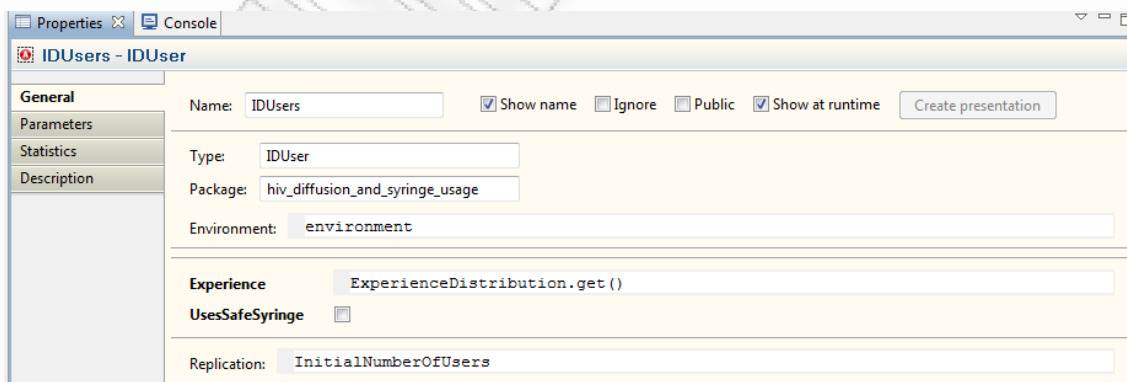 Properties Console
IDUsers - IDUser
General
Parameters
Statistics
Description
Name: IDUsers Show name Ignore Public Show at runtime Create presentation
Type: IDUser
Package: hiv_diffusion_and_syringe_usage
Environment: environment
Experience ExperienceDistribution.get()
UsesSafeSyringe
Replication: InitialNumberOfUsers